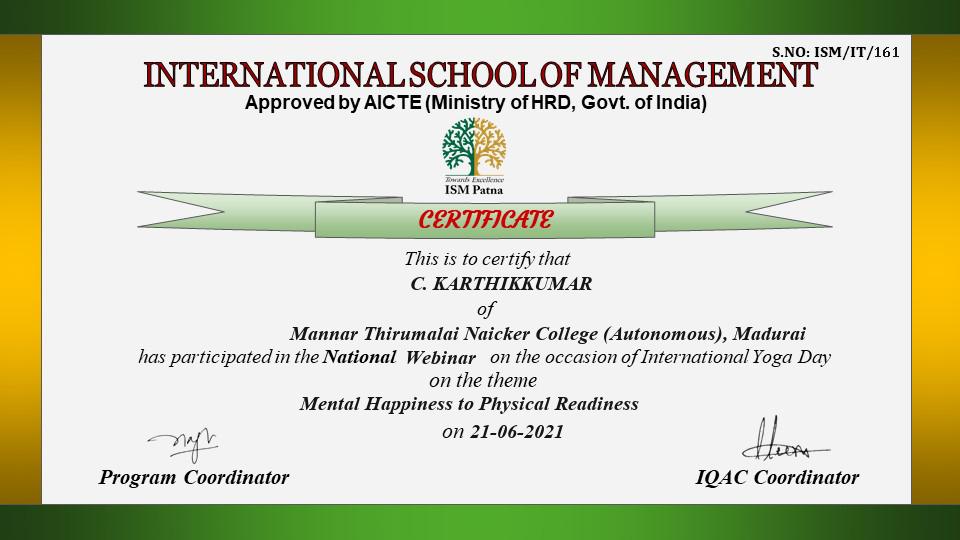 S.NO: ISM/IT/161
INTERNATIONAL SCHOOL OF MANAGEMENT
Approved by AICTE (Ministry of HRD, Govt. of India)
Towards Excellence
ISM Patna
CERTIFICATE
This is to certify that
C. KARTHIKKUMAR
of
Mannar Thirumalai Naicker College (Autonomous), Madurai
has participated in the National Webinar on the occasion of International Yoga Day
on the theme
Mental Happiness to Physical Readiness
on 21-06-2021
Program Coordinator IQAC Coordinator